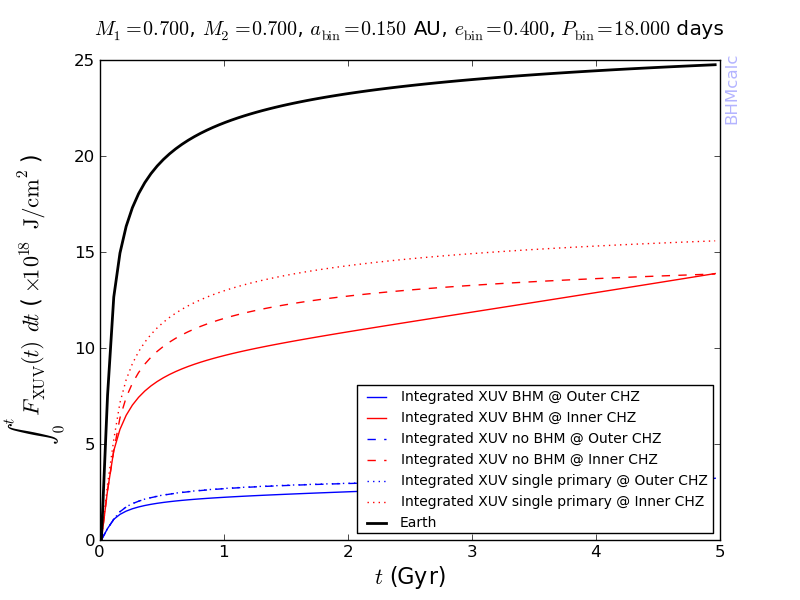 M₁ = 0.700, M₂ = 0.700, a_bin = 0.150 AU, e_bin = 0.400, P_bin = 18.000 days
BHMcalc
25
20
15
10
5
0
∫₀ᵗ F_XUV(t) dt ( ×10¹⁸ J/cm² )
Integrated XUV BHM @ Outer CHZ
Integrated XUV BHM @ Inner CHZ
Integrated XUV no BHM @ Outer CHZ
Integrated XUV no BHM @ Inner CHZ
Integrated XUV single primary @ Outer CHZ
Integrated XUV single primary @ Inner CHZ
Earth
0 1 2 3 4 5
t (Gyr)